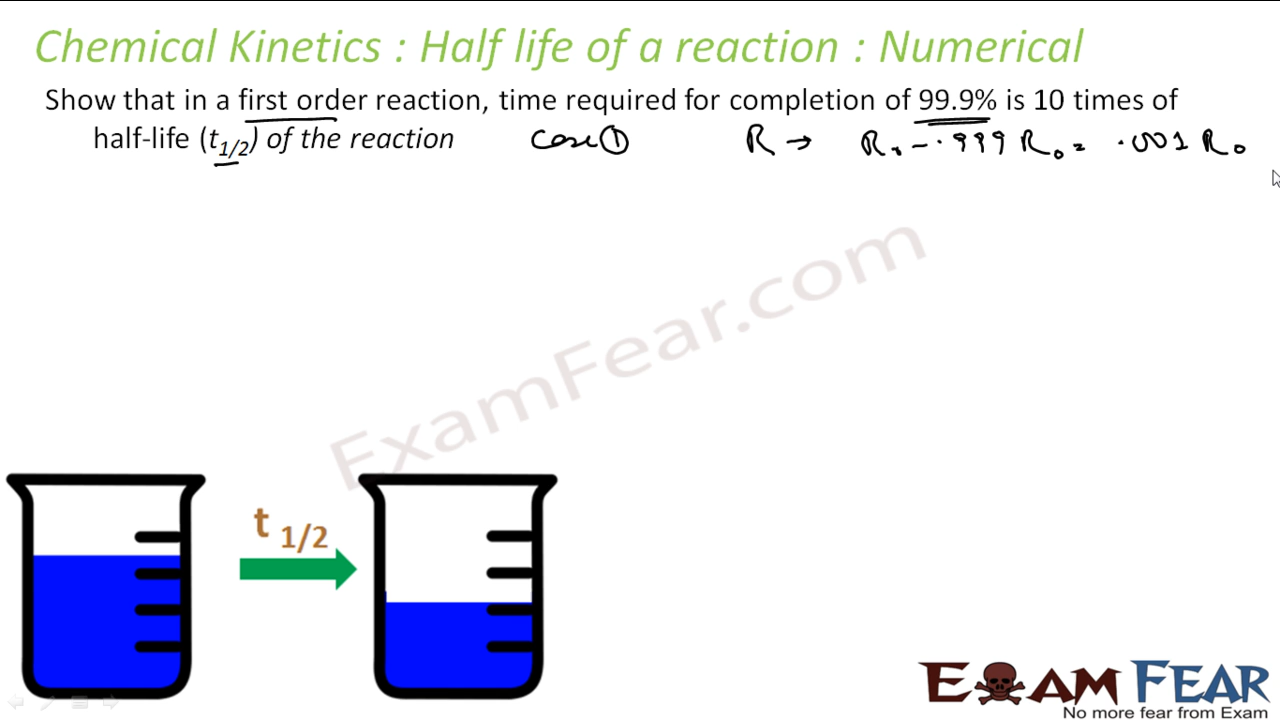 Chemical Kinetics : Half life of a reaction : Numerical
Show that in a first order reaction, time required for completion of 99.9% is 10 times of
half-life (t1/2) of the reaction
case ① R → R0 - .999 R0 = .001 R0
ExamFear.com
t 1/2
EXAM FEAR
No more fear from Exam